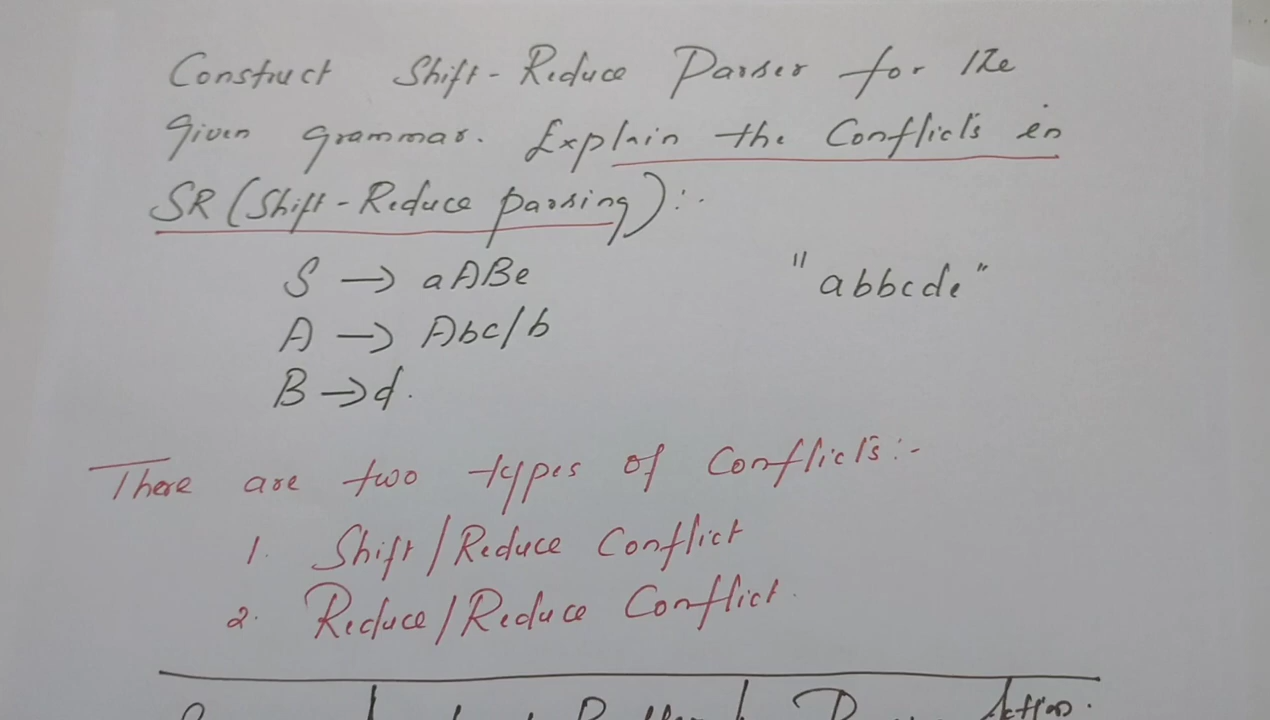 Construct Shift-Reduce Parser for the
given grammar. Explain the Conflicts in
SR (Shift-Reduce parsing):-
S → aABe "abbcde"
A → Abc/b
B → d.
There are two types of Conflicts:-
1. Shift/Reduce Conflict
2. Reduce/Reduce Conflict.
Action.